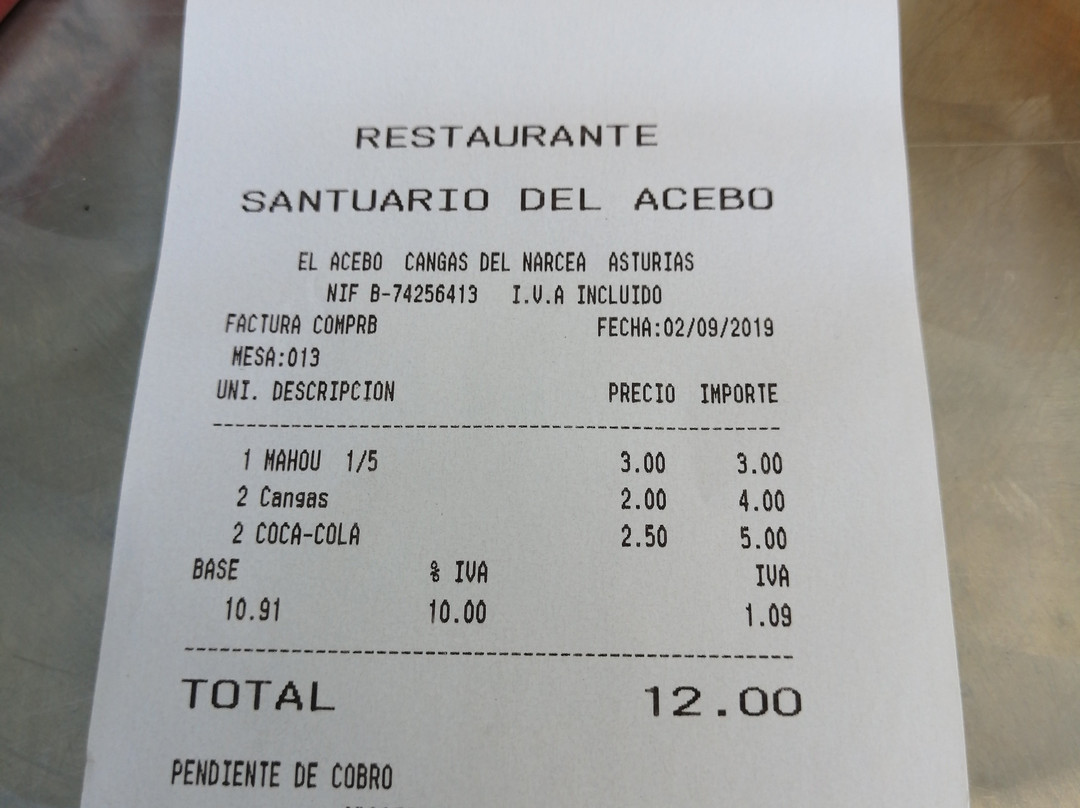 RESTAURANTE
SANTUARIO DEL ACEBO
EL ACEBO CANGAS DEL NARCEA ASTURIAS
NIF B-74256413 I.V.A INCLUIDO
FACTURA COMPRB FECHA:02/09/2019
MESA:013
UNI. DESCRIPCION PRECIO IMPORTE
1 MAHOU 1/5 3.00 3.00
2 Cangas 2.00 4.00
2 COCA-COLA 2.50 5.00
BASE % IVA IVA
10.91 10.00 1.09
TOTAL 12.00
PENDIENTE DE COBRO